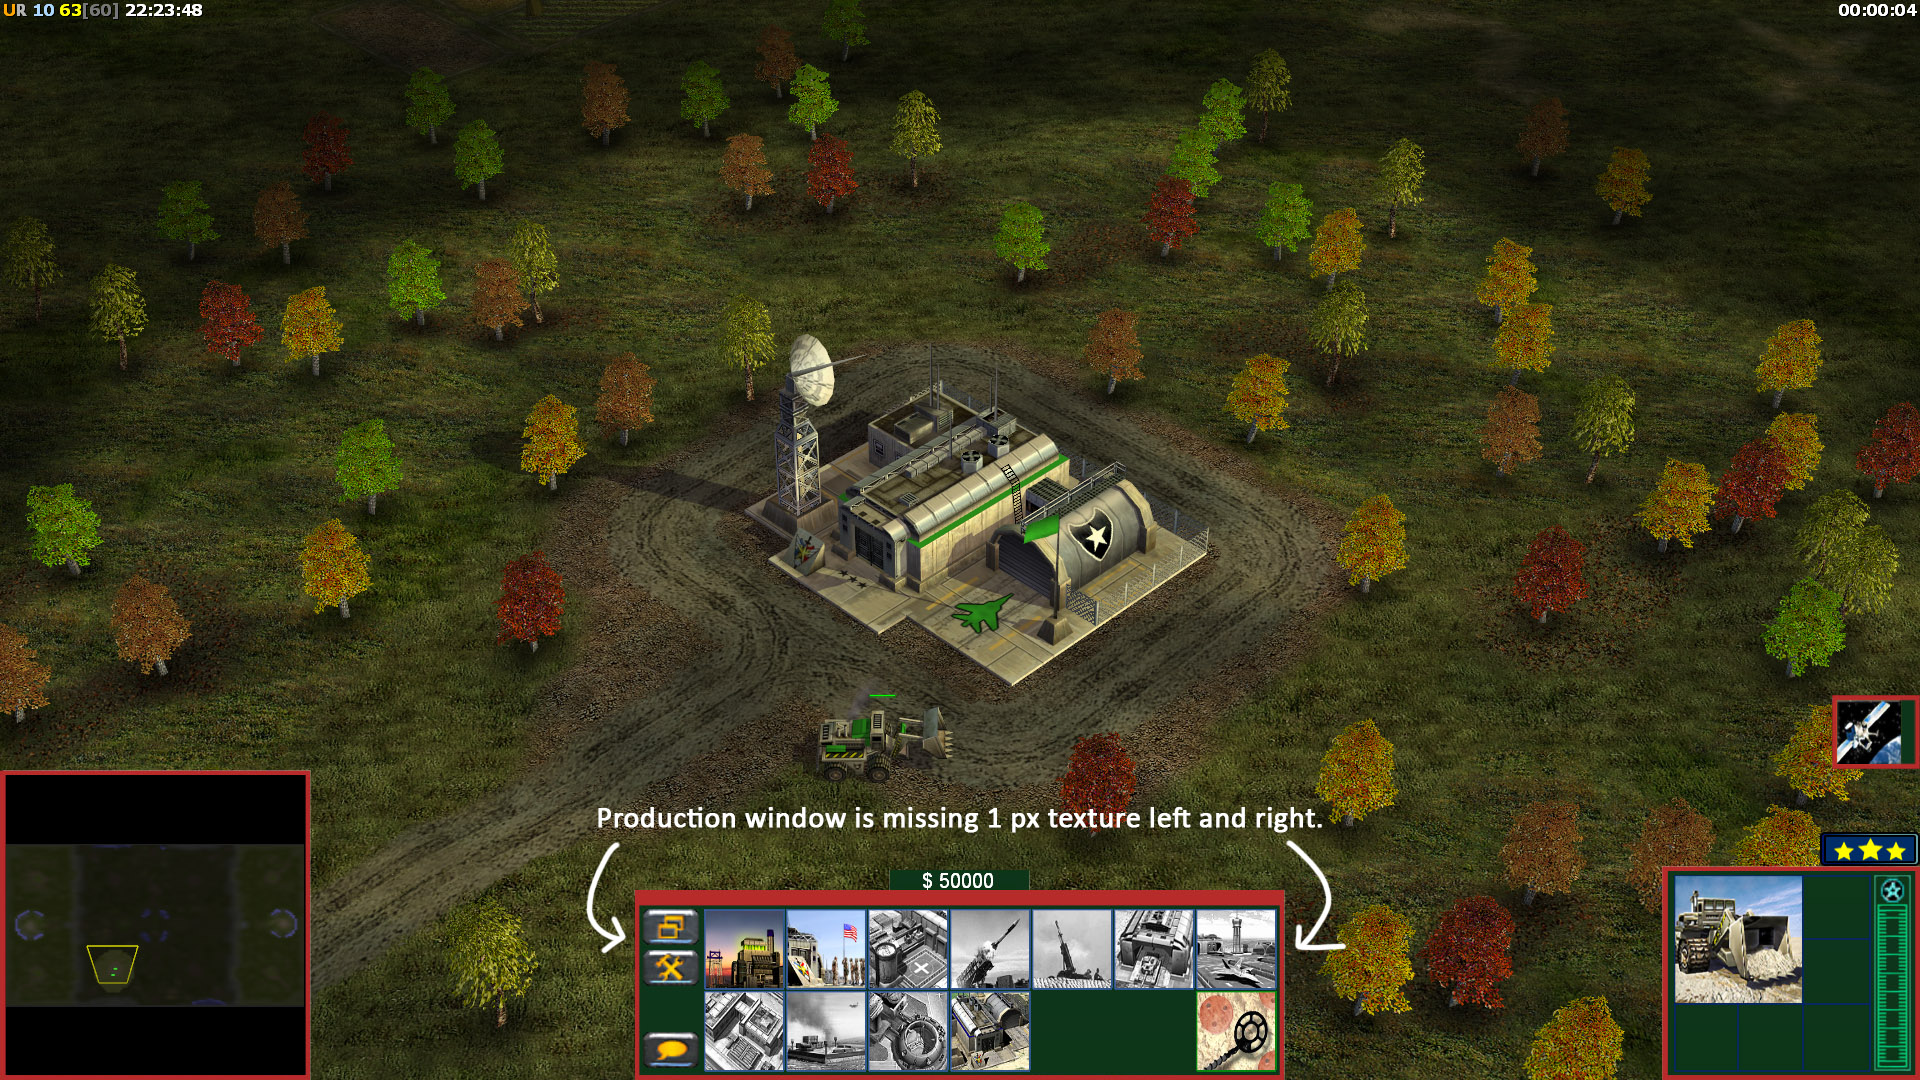 UR 10 63[60] 22:23:48
00:00:04
Production window is missing 1 px texture left and right.
$ 50000